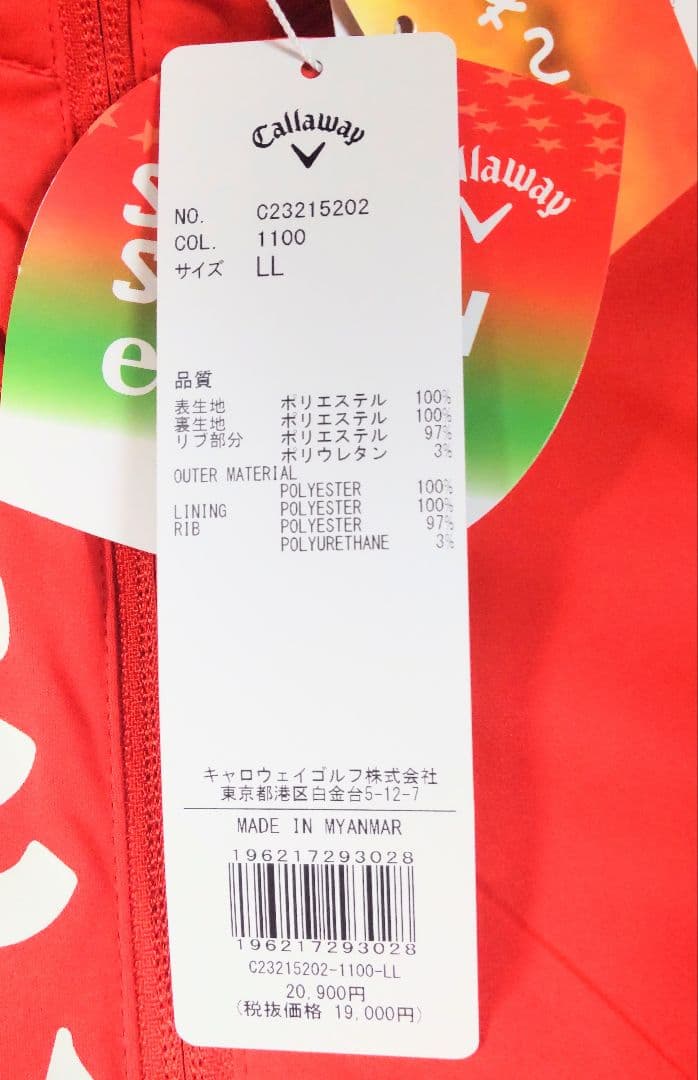 Callaway
NO. C23215202
COL. 1100
サイズ LL
品質
表生地 ポリエステル 100%
裏生地 ポリエステル 100%
リブ部分 ポリエステル 97%
ポリウレタン 3%
OUTER MATERIAL
POLYESTER 100%
LINING POLYESTER 100%
RIB POLYESTER 97%
POLYURETHANE 3%
キャロウェイゴルフ株式会社
東京都港区白金台5-12-7
MADE IN MYANMAR
196217293028
196217293028
C23215202-1100-LL
20,900円
(税抜価格 19,000円)